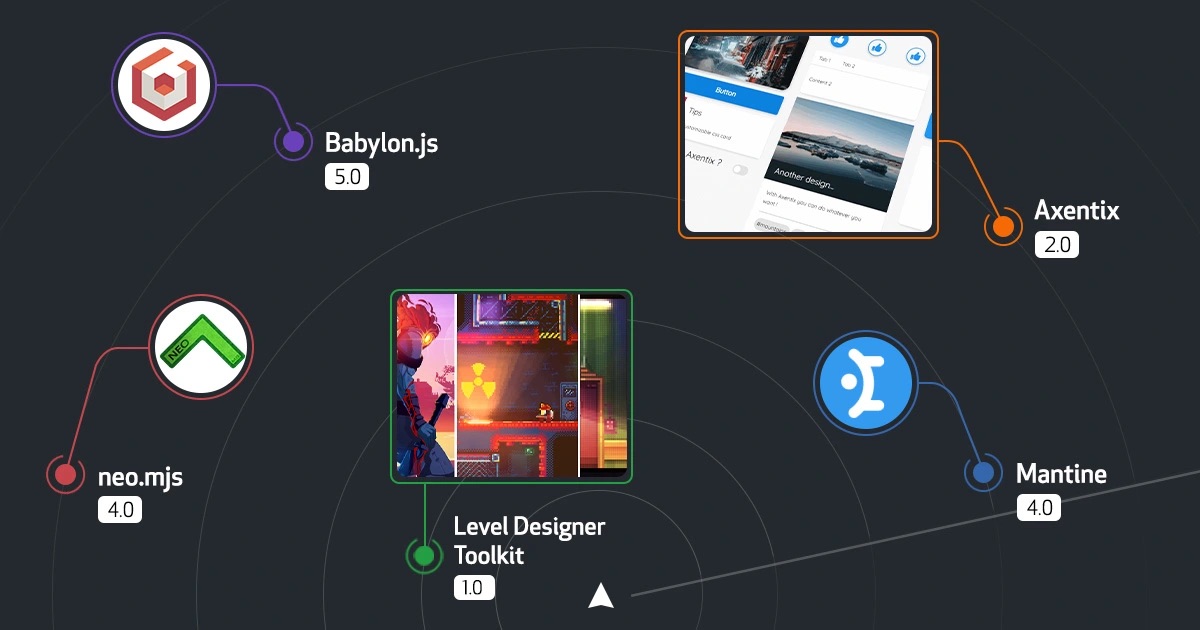 Babylon.js
5.0
Button
Tips
Axentix ?
Tab 1
Tab 2
Content 2
Another design...
With Axentix you can do whatever you
want !
Axentix
2.0
NEO
neo.mjs
4.0
Level Designer
Toolkit
1.0
Mantine
4.0